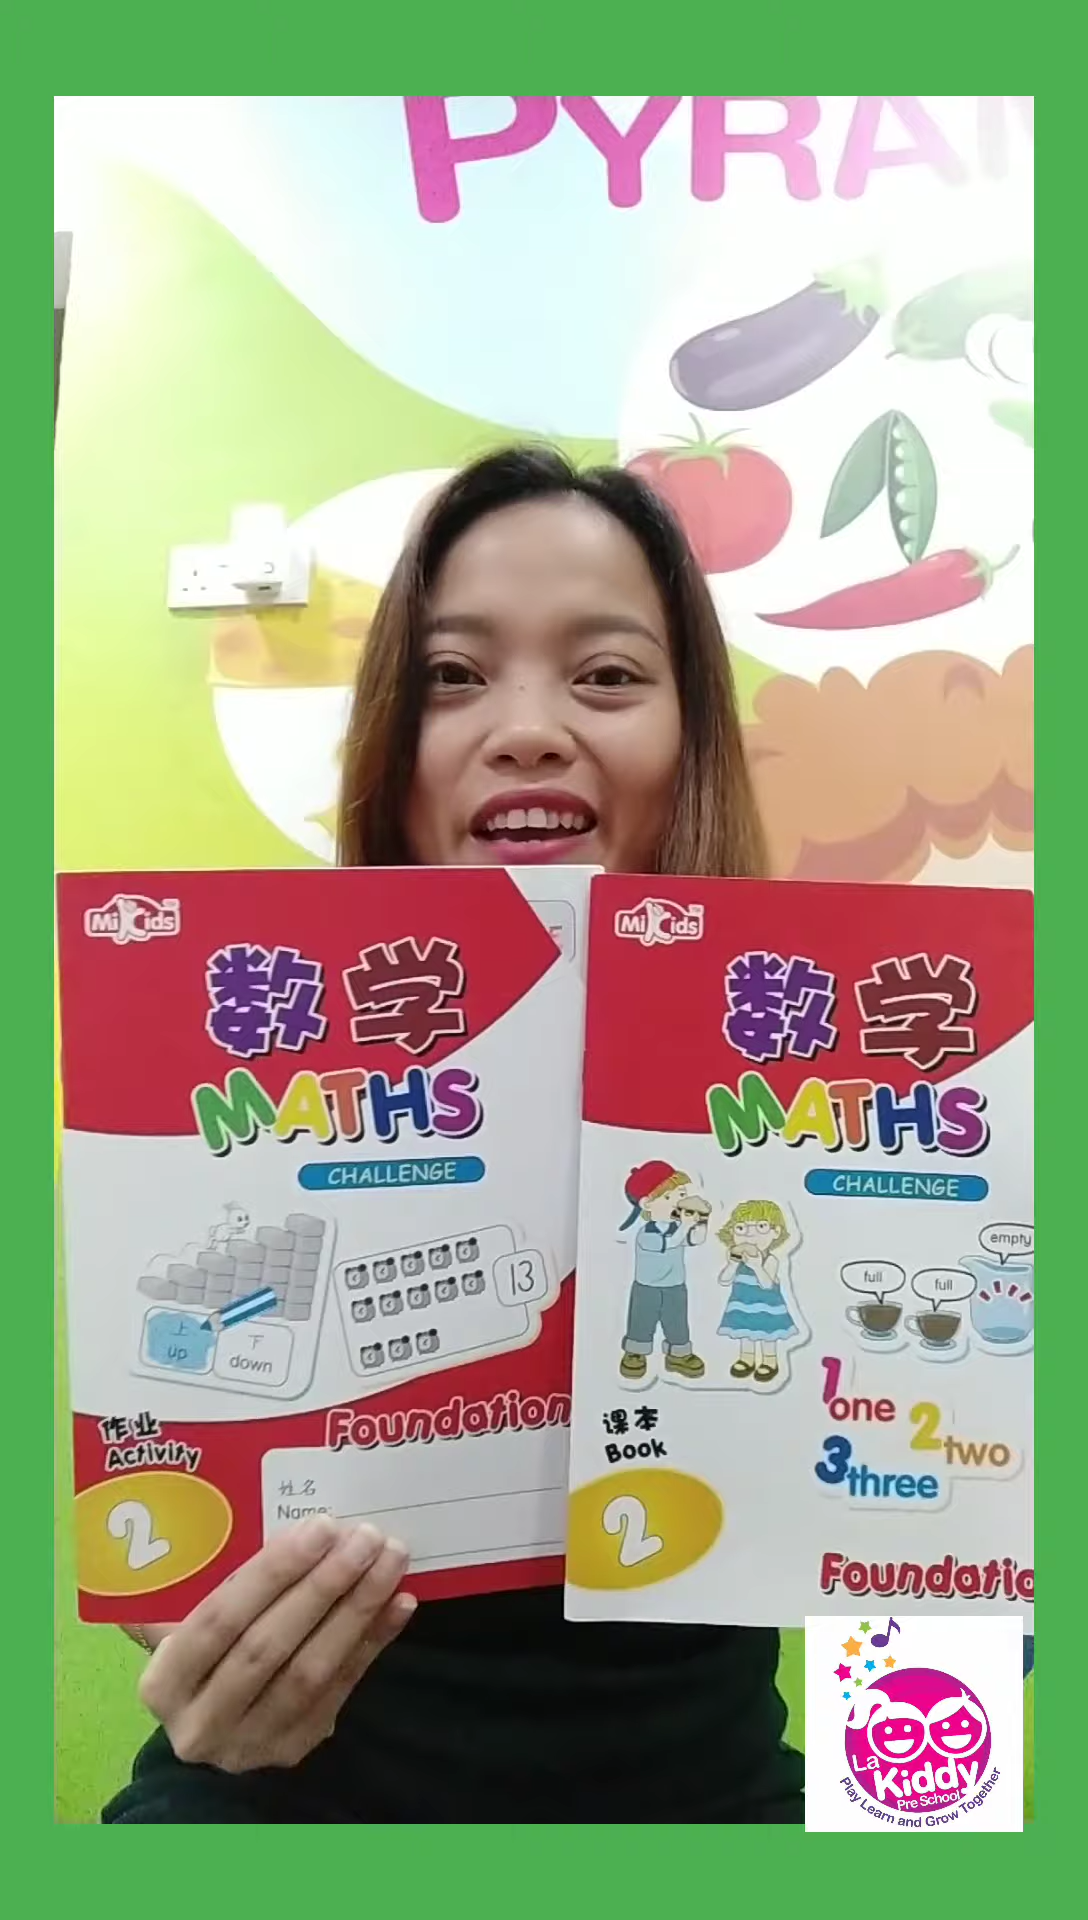 PYRA
MiKids
数学
MATHS
CHALLENGE
上
up
下
down
13
Foundation
作业
Activity
2
姓名
Name:
MiKids
数学
MATHS
CHALLENGE
full
full
empty
1 one
2 two
3 three
课本
Book
2
Foundatio
La
Kiddy
Pre School
Play Learn and Grow Together